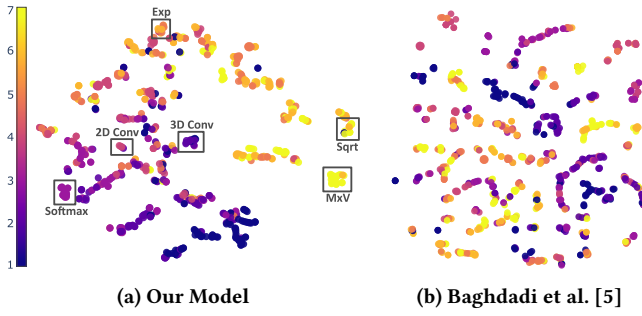 7
6
5
4
3
2
1
Exp
2D Conv
3D Conv
Sqrt
Softmax
MxV
(a) Our Model
(b) Baghdadi et al. [5]